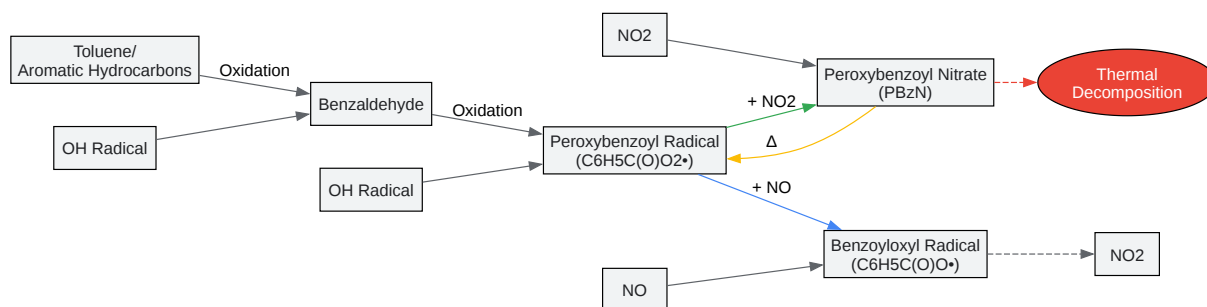 Toluene/
Aromatic Hydrocarbons
Oxidation
OH Radical
Benzaldehyde
Oxidation
OH Radical
Peroxybenzoyl Radical
(C6H5C(O)O2•)
NO2
+ NO2
Δ
+ NO
NO
Peroxybenzoyl Nitrate
(PBzN)
Thermal
Decomposition
Benzoyloxyl Radical
(C6H5C(O)O•)
NO2